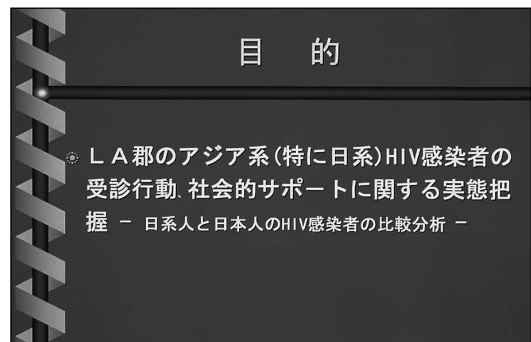 目　的
ＬＡ郡のアジア系(特に日系)HIV感染者の
受診行動､社会的サポートに関する実態把
握 － 日系人と日本人のHIV感染者の比較分析 －